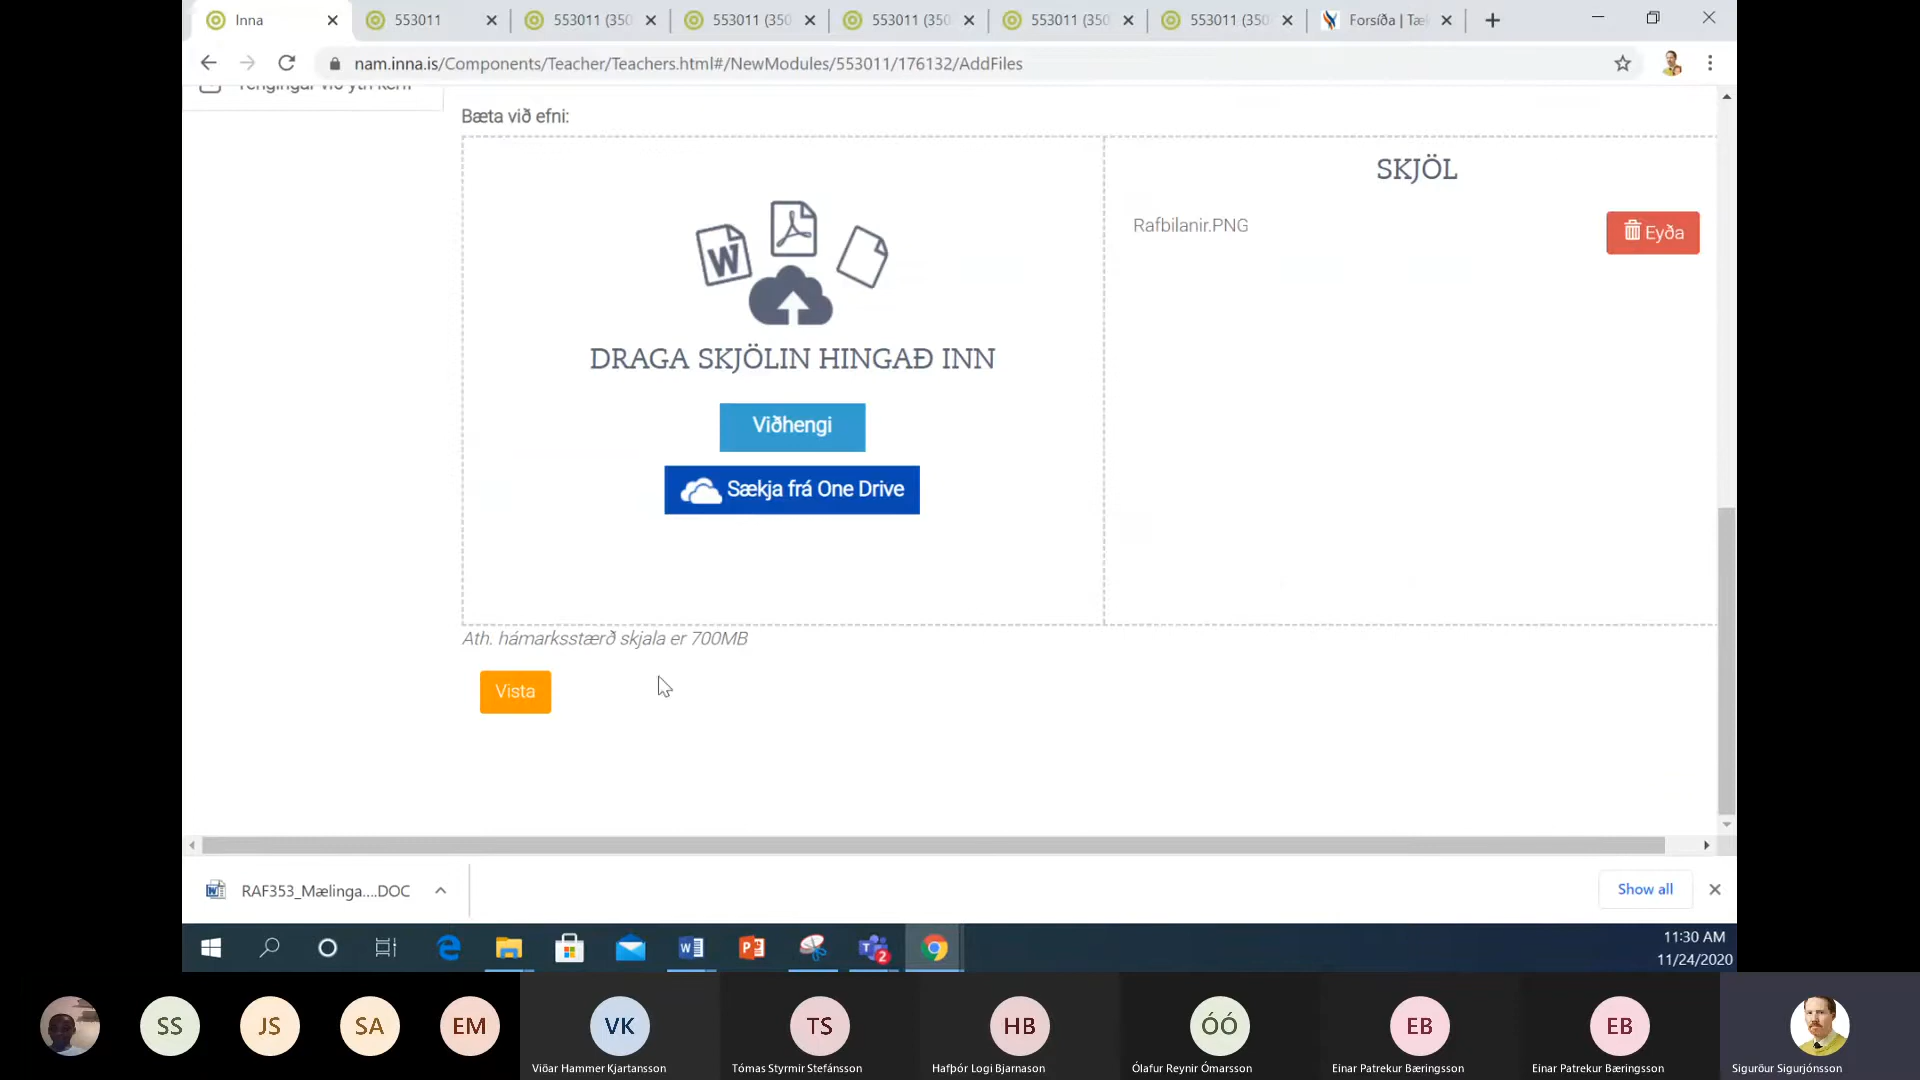 Inna
553011
553011 (350
553011 (350
553011 (350
553011 (350
553011 (350
Forsíða | Tæk
nam.inna.is/Components/Teacher/Teachers.html#/NewModules/553011/176132/AddFiles
Bæta við efni:
SKJÖL
Rafbilanir.PNG
Eyða
W
DRAGA SKJÖLIN HINGAÐ INN
Viðhengi
Sækja frá One Drive
Ath. hámarksstærð skjala er 700MB
Vista
RAF353_Mælinga....DOC
Show all
2
11:30 AM
11/24/2020
SS
JS
SA
EM
VK
TS
HB
ÓÓ
EB
EB
Viðar Hammer Kjartansson
Tómas Styrmir Stefánsson
Hafþór Logi Bjarnason
Ólafur Reynir Ómarsson
Einar Patrekur Bæringsson
Einar Patrekur Bæringsson
Sigurður Sigurjónsson